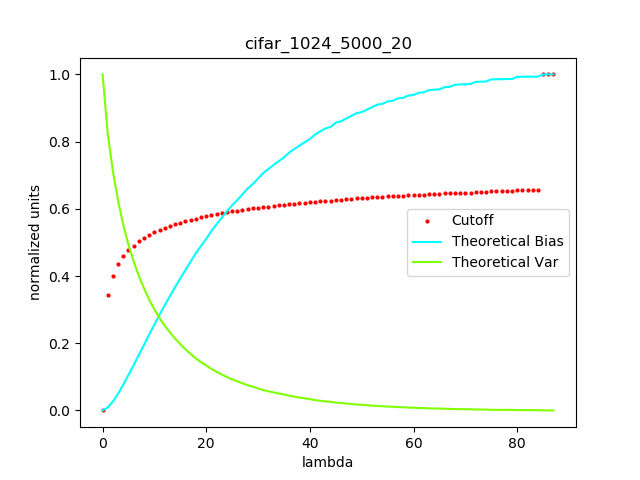 cifar_1024_5000_20
normalized units
1.0
0.8
0.6
0.4
0.2
0.0
Cutoff
Theoretical Bias
Theoretical Var
0
20
40
60
80
lambda